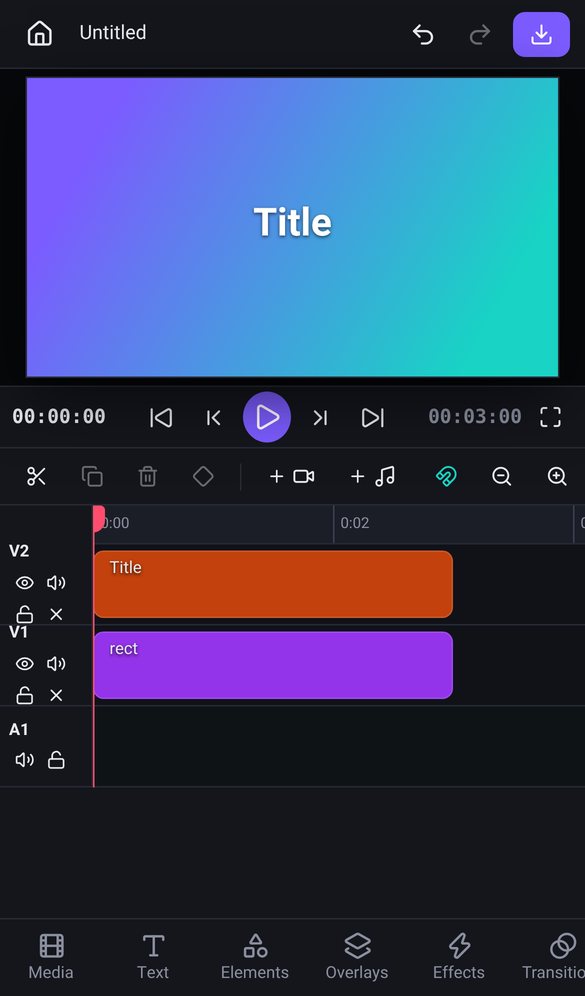 Untitled
Title
00:00:00
00:03:00
0:00
0:02
V2
Title
V1
rect
A1
Media
Text
Elements
Overlays
Effects
Transitio